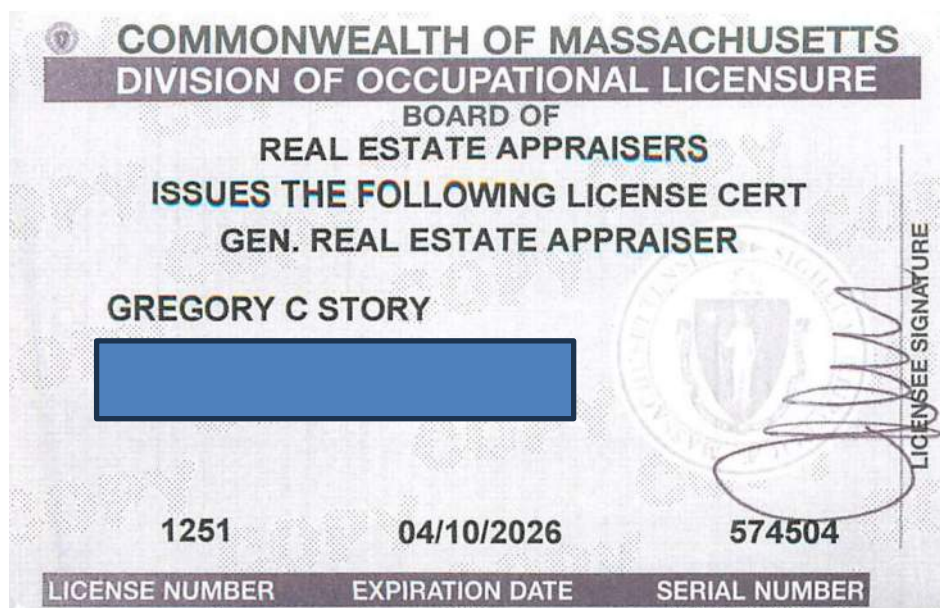 COMMONWEALTH OF MASSACHUSETTS
DIVISION OF OCCUPATIONAL LICENSURE
BOARD OF
REAL ESTATE APPRAISERS
ISSUES THE FOLLOWING LICENSE CERT
GEN. REAL ESTATE APPRAISER
GREGORY C STORY
1251 04/10/2026 574504
LICENSE NUMBER EXPIRATION DATE SERIAL NUMBER
LICENSEE SIGNATURE